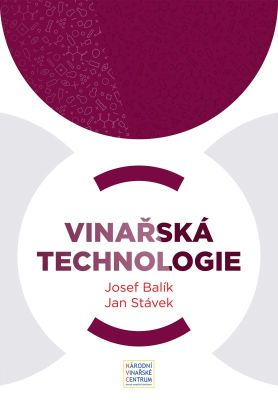 VINAŘSKÁ
TECHNOLOGIE
Josef Balík
Jan Stávek
NÁRODNÍ
VINAŘSKÉ
CENTRUM